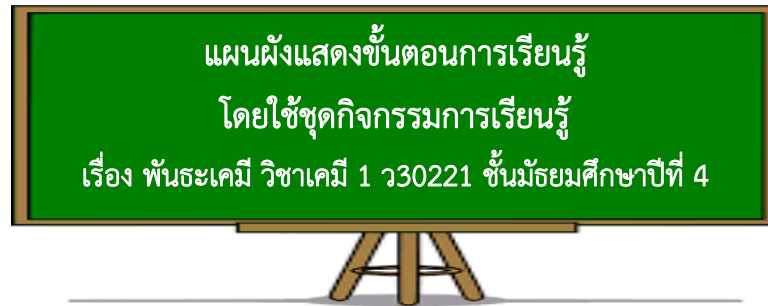 แผนผังแสดงขั้นตอนการเรียนรู้
โดยใช้ชุดกิจกรรมการเรียนรู้
เรื่อง พันธะเคมี วิชาเคมี 1 ว30221 ชั้นมัธยมศึกษาปีที่ 4